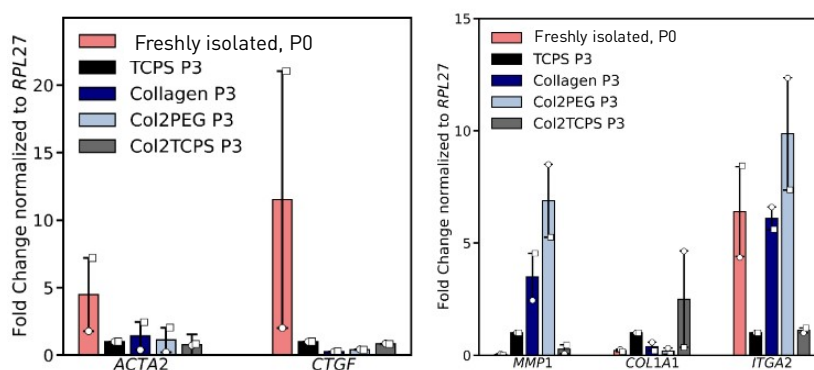 Fold Change normalized to RPL27
20
15
10
5
0
Freshly isolated, P0
TCPS P3
Collagen P3
Col2PEG P3
Col2TCPS P3
ACTA2 CTGF
Fold Change normalized to RPL27
15
10
5
0
Freshly isolated, P0
TCPS P3
Collagen P3
Col2PEG P3
Col2TCPS P3
MMP1 COL1A1 ITGA2